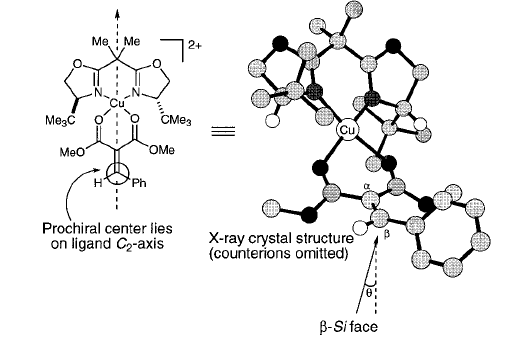 Me Me
2+
O O
N N
Cu
Me3C CMe3
O O
MeO OMe
H Ph
Prochiral center lies
on ligand C2-axis
Cu
α
β
X-ray crystal structure
(counterions omitted)
θ
β-Si face